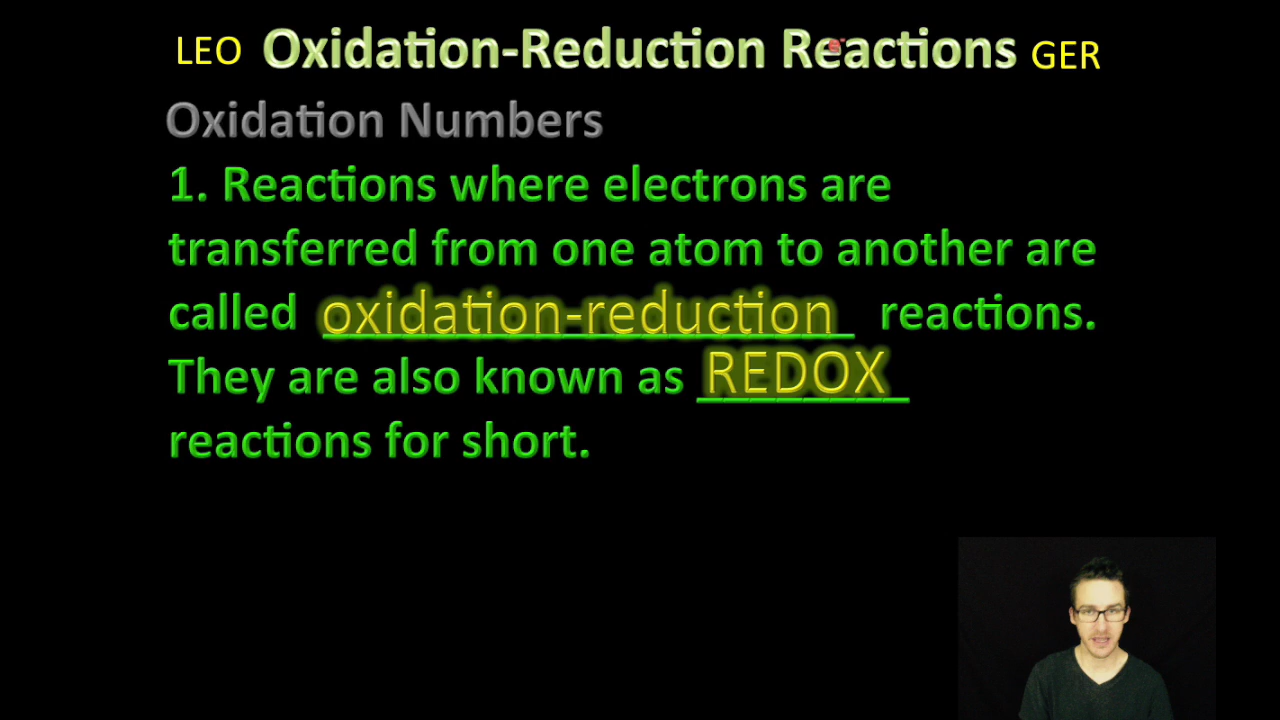 LEO Oxidation-Reduction Reactions GER
Oxidation Numbers
1. Reactions where electrons are
transferred from one atom to another are
called oxidation-reduction reactions.
They are also known as REDOX
reactions for short.